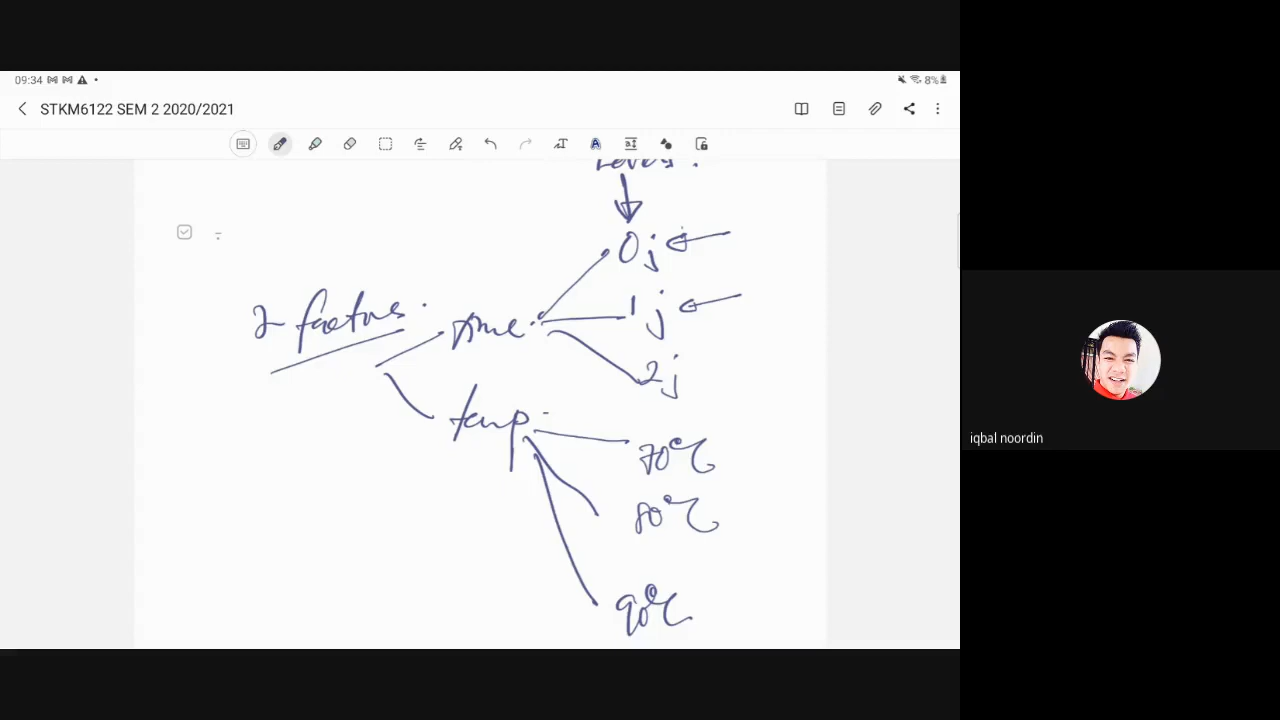 09:34
8%
STKM6122 SEM 2 2020/2021
Levels :
0j
1j
2 factors :
time :
2j
temp :
70°C
80°C
90°C
iqbal noordin